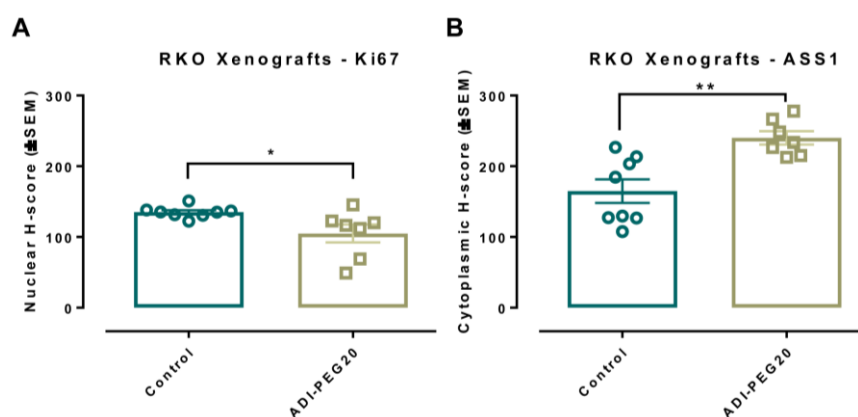 A
RKO Xenografts - Ki67
Nuclear H-score (±SEM)
300
200
100
0
*
Control
ADI-PEG20
B
RKO Xenografts - ASS1
Cytoplasmic H-score (±SEM)
300
200
100
0
**
Control
ADI-PEG20